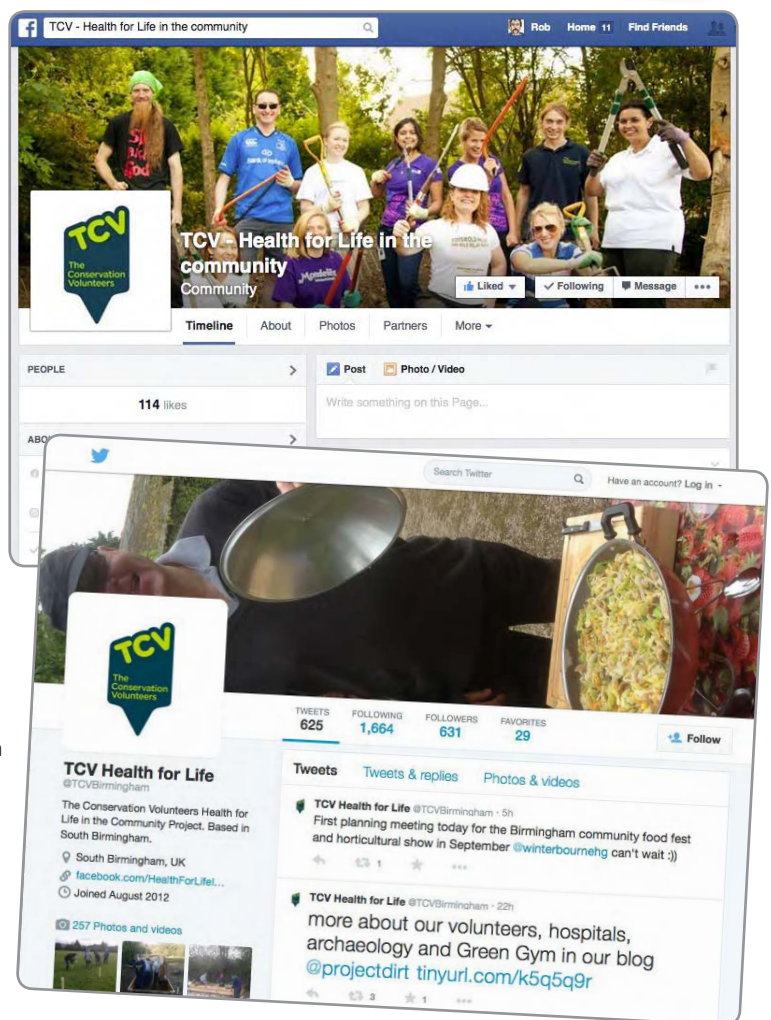 TCV - Health for Life in the community
Rob Home 11 Find Friends
TCV
The
Conservation
Volunteers
TCV - Health for Life in the
community
Community
Liked Following Message
Timeline About Photos Partners More
PEOPLE
114 likes
Post Photo / Video
Write something on this Page...
Search Twitter
Have an account? Log in
TCV
The
Conservation
Volunteers
TWEETS FOLLOWING FOLLOWERS FAVORITES
625 1,664 631 29
Follow
TCV Health for Life
@TCVBirmingham
The Conservation Volunteers Health for
Life in the Community Project. Based in
South Birmingham.
South Birmingham, UK
facebook.com/HealthForLifeI...
Joined August 2012
257 Photos and videos
Tweets Tweets & replies Photos & videos
TCV Health for Life @TCVBirmingham · 5h
First planning meeting today for the Birmingham community food fest
and horticultural show in September @winterbournehg can't wait :))
1
TCV Health for Life @TCVBirmingham · 22h
more about our volunteers, hospitals,
archaeology and Green Gym in our blog
@projectdirt tinyurl.com/k5q5q9r
3 1